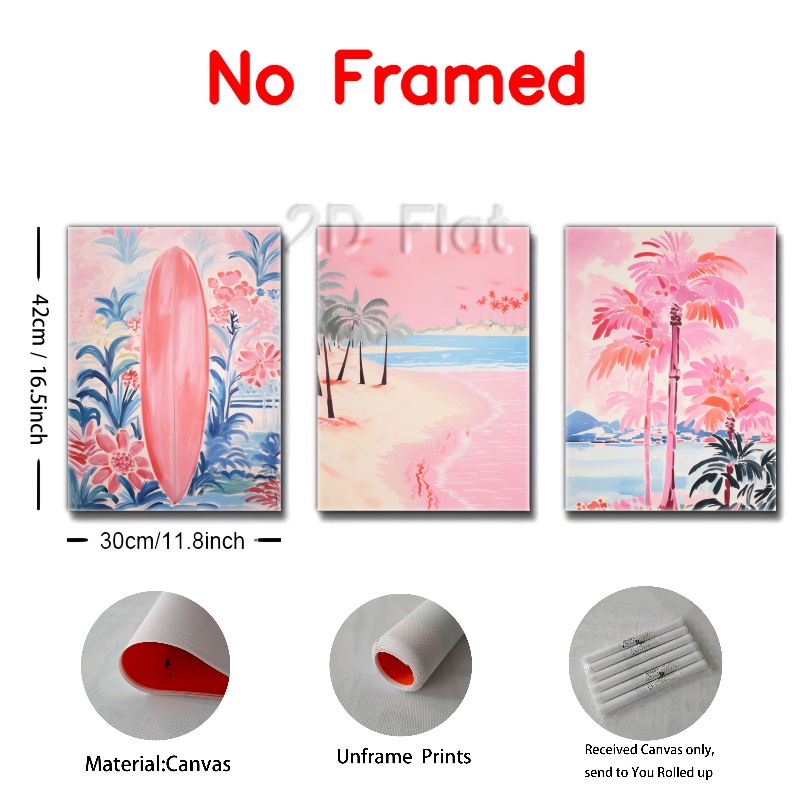 No Framed
2D Flat
42cm / 16.5inch
30cm/11.8inch
Material:Canvas
Unframe Prints
Received Canvas only,
send to You Rolled up